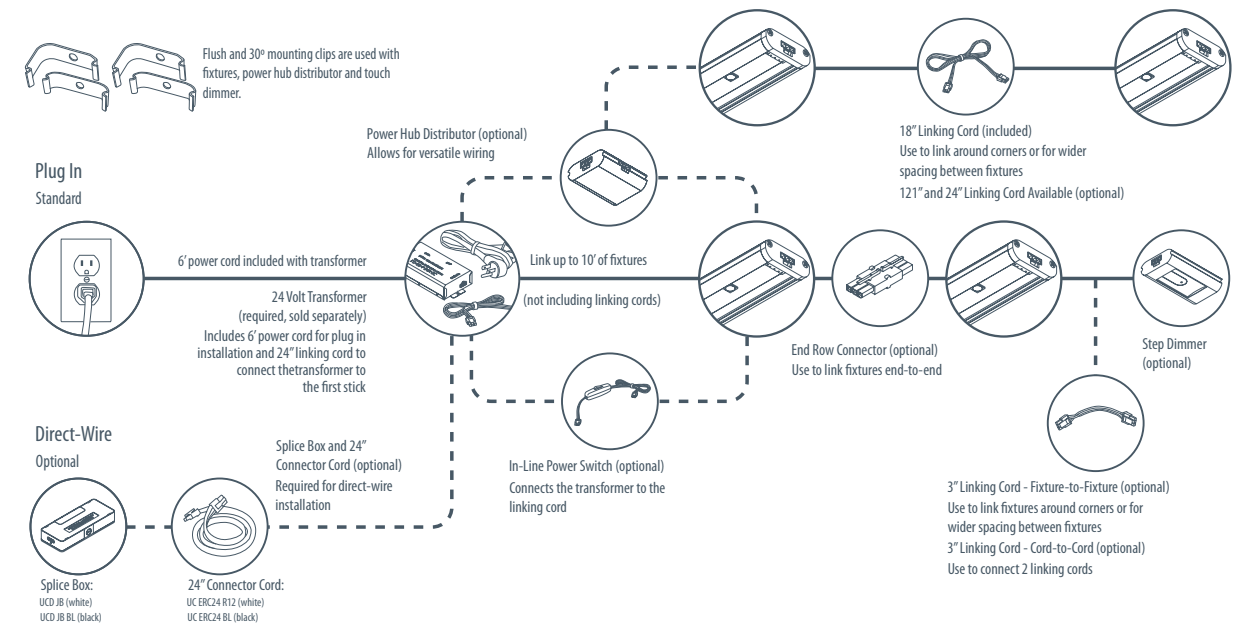 Flush and 30º mounting clips are used with
fixtures, power hub distributor and touch
dimmer.
Power Hub Distributor (optional)
Allows for versatile wiring
18” Linking Cord (included)
Use to link around corners or for wider
spacing between fixtures
121” and 24” Linking Cord Available (optional)
Plug In
Standard
6’ power cord included with transformer
24 Volt Transformer
(required, sold separately)
Includes 6’ power cord for plug in
installation and 24” linking cord to
connect thetransformer to
the first stick
Link up to 10’ of fixtures
(not including linking cords)
End Row Connector (optional)
Use to link fixtures end-to-end
Step Dimmer
(optional)
Direct-Wire
Optional
Splice Box and 24”
Connector Cord (optional)
Required for direct-wire
installation
In-Line Power Switch (optional)
Connects the transformer to the
linking cord
3” Linking Cord - Fixture-to-Fixture (optional)
Use to link fixtures around corners or for
wider spacing between fixtures
3” Linking Cord - Cord-to-Cord (optional)
Use to connect 2 linking cords
Splice Box:
UCD JB (white)
UCD JB BL (black)
24” Connector Cord:
UC ERC24 R12 (white)
UC ERC24 BL (black)